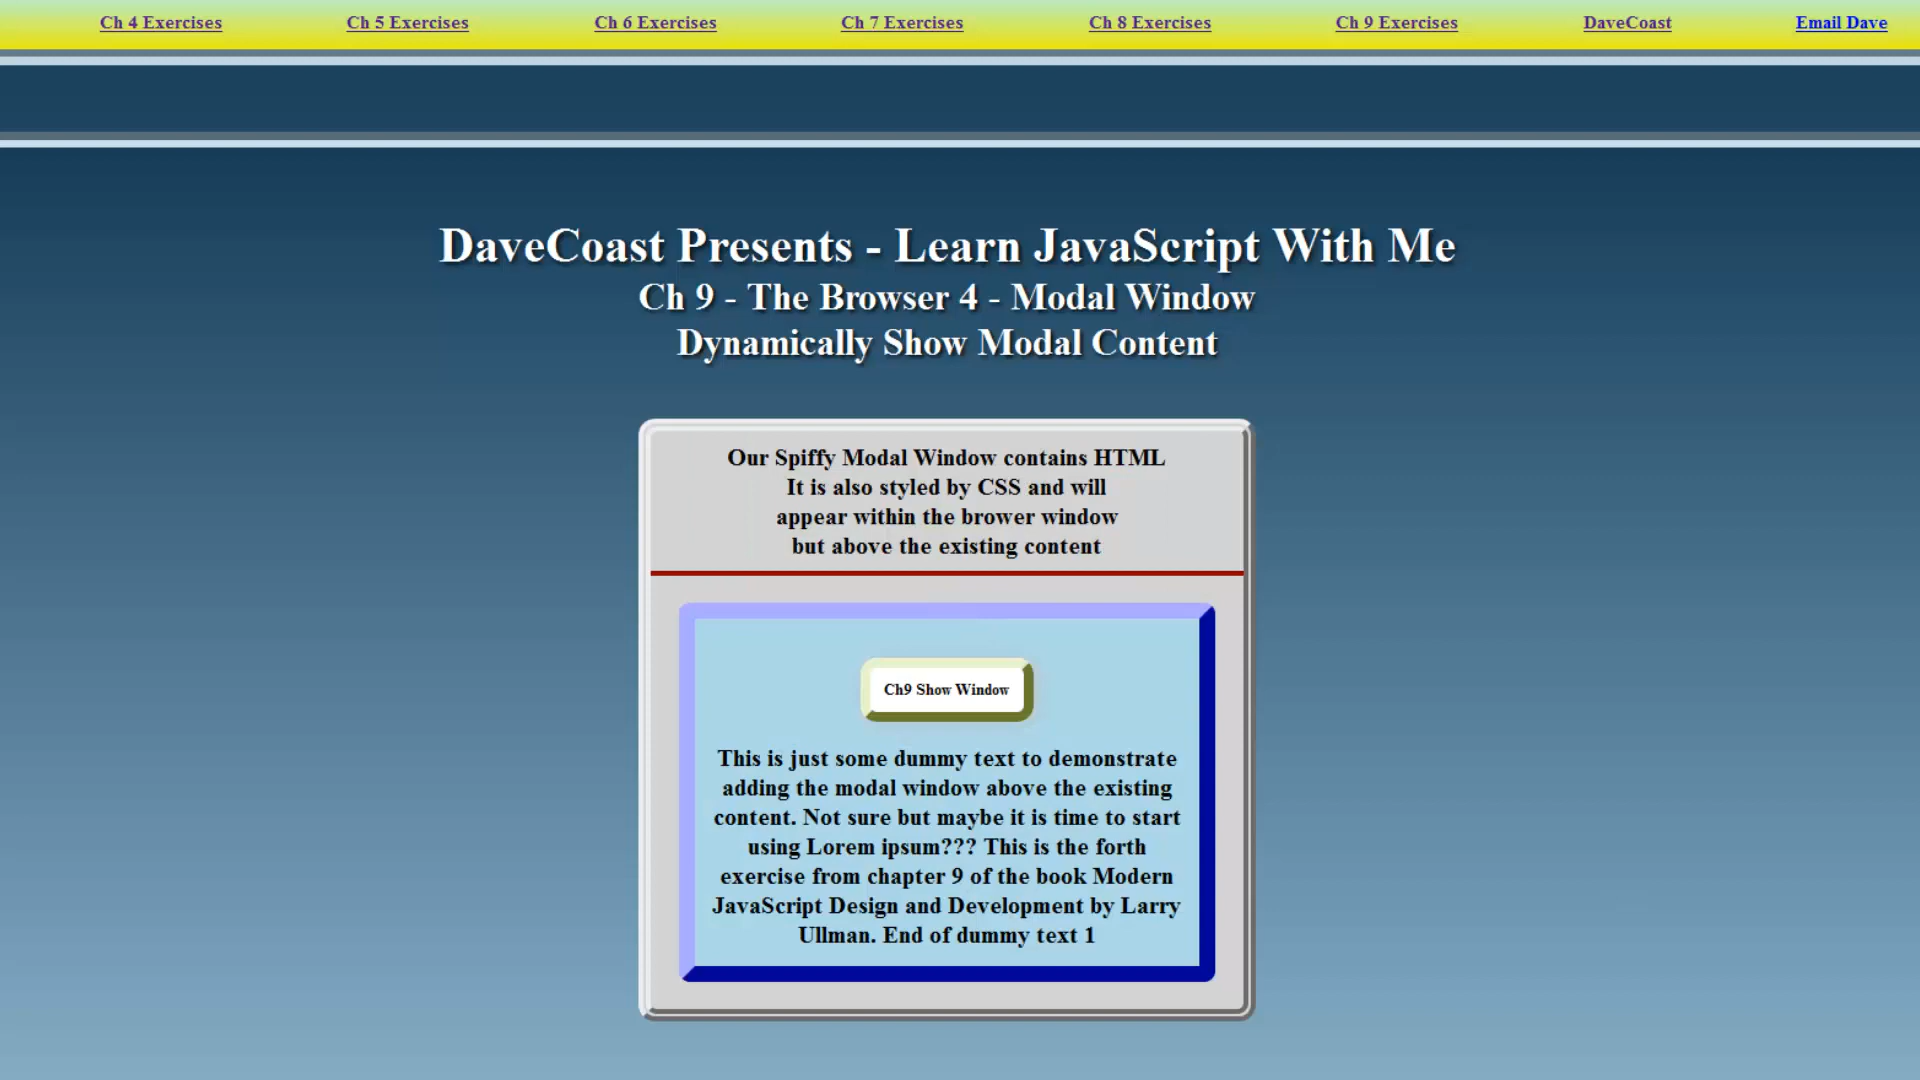 Ch 4 Exercises Ch 5 Exercises Ch 6 Exercises Ch 7 Exercises Ch 8 Exercises Ch 9 Exercises DaveCoast Email Dave
DaveCoast Presents - Learn JavaScript With Me
Ch 9 - The Browser 4 - Modal Window
Dynamically Show Modal Content
Our Spiffy Modal Window contains HTML
It is also styled by CSS and will
appear within the brower window
but above the existing content
Ch9 Show Window
This is just some dummy text to demonstrate
adding the modal window above the existing
content. Not sure but maybe it is time to start
using Lorem ipsum??? This is the forth
exercise from chapter 9 of the book Modern
JavaScript Design and Development by Larry
Ullman. End of dummy text 1